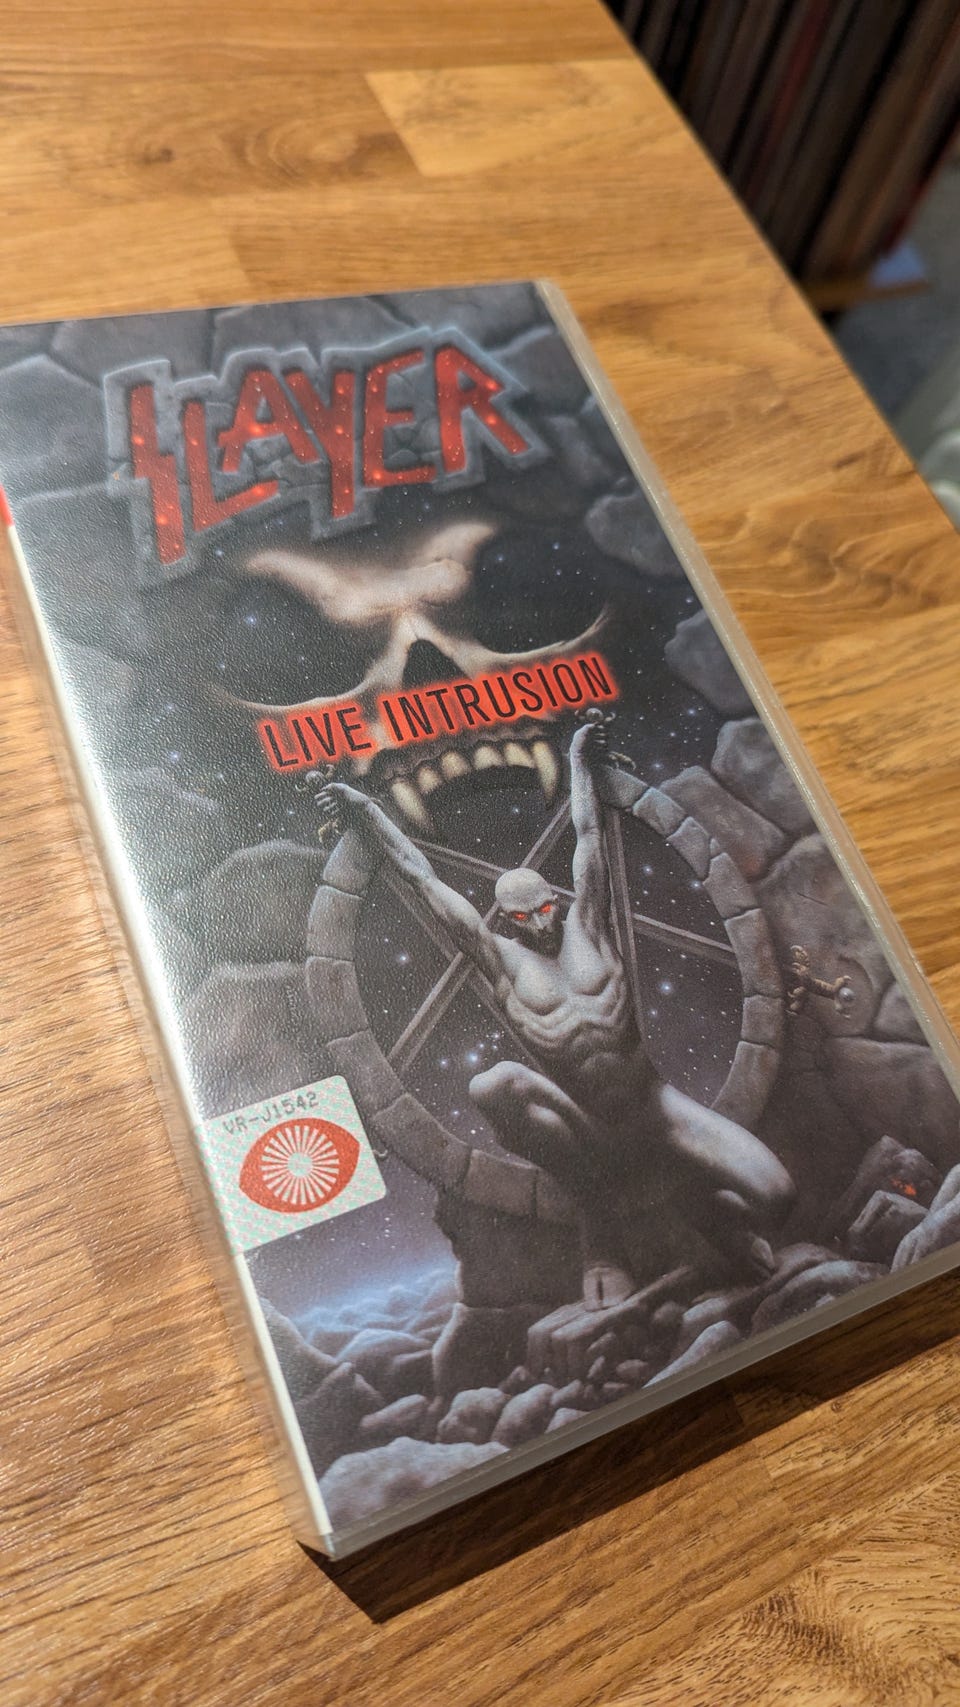 SLAYER
LIVE INTRUSION
VR-J1542